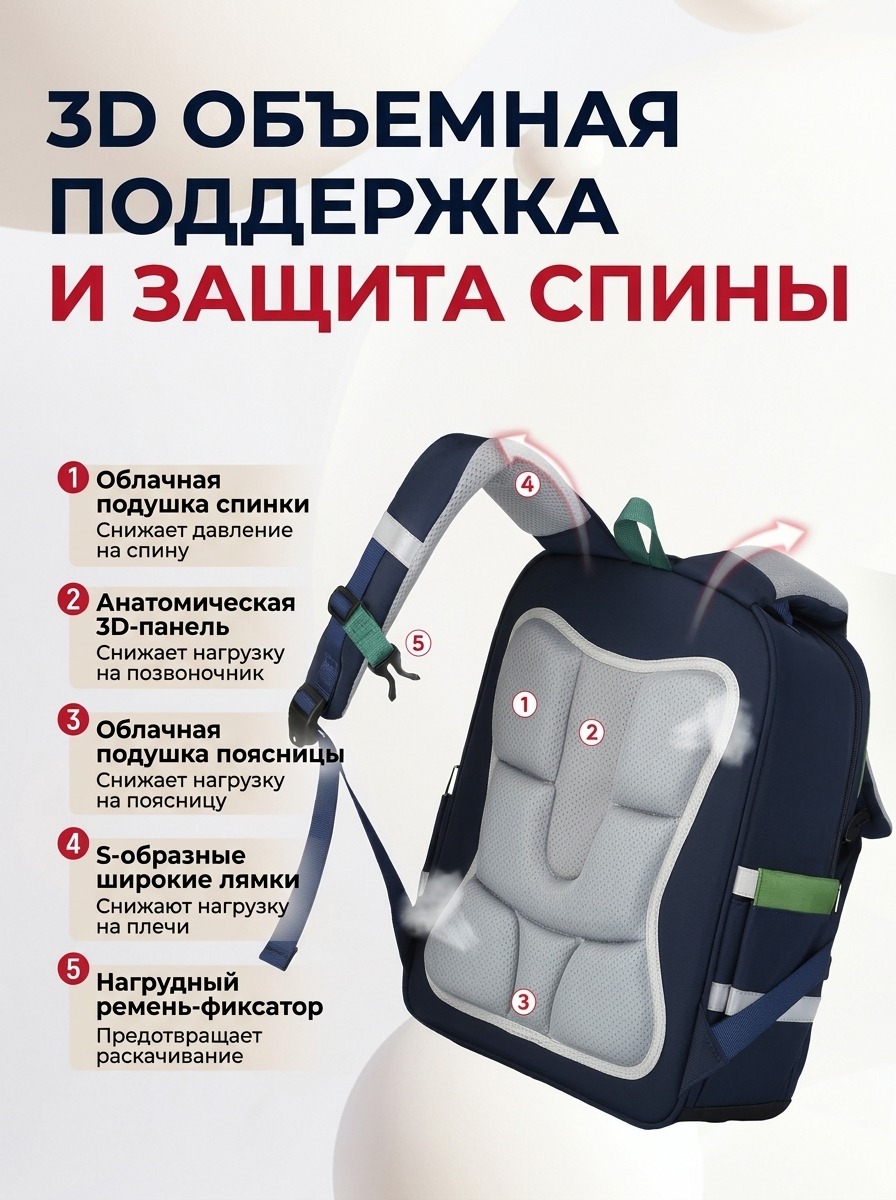 3D ОБЪЕМНАЯ
ПОДДЕРЖКА
И ЗАЩИТА СПИНЫ
1 Облачная
подушка спинки
Снижает давление
на спину
2 Анатомическая
3D-панель
Снижает нагрузку
на позвоночник
3 Облачная
подушка поясницы
Снижает нагрузку
на поясницу
4 S-образные
широкие лямки
Снижают нагрузку
на плечи
5 Нагрудный
ремень-фиксатор
Предотвращает
раскачивание
4
5
1
2
3